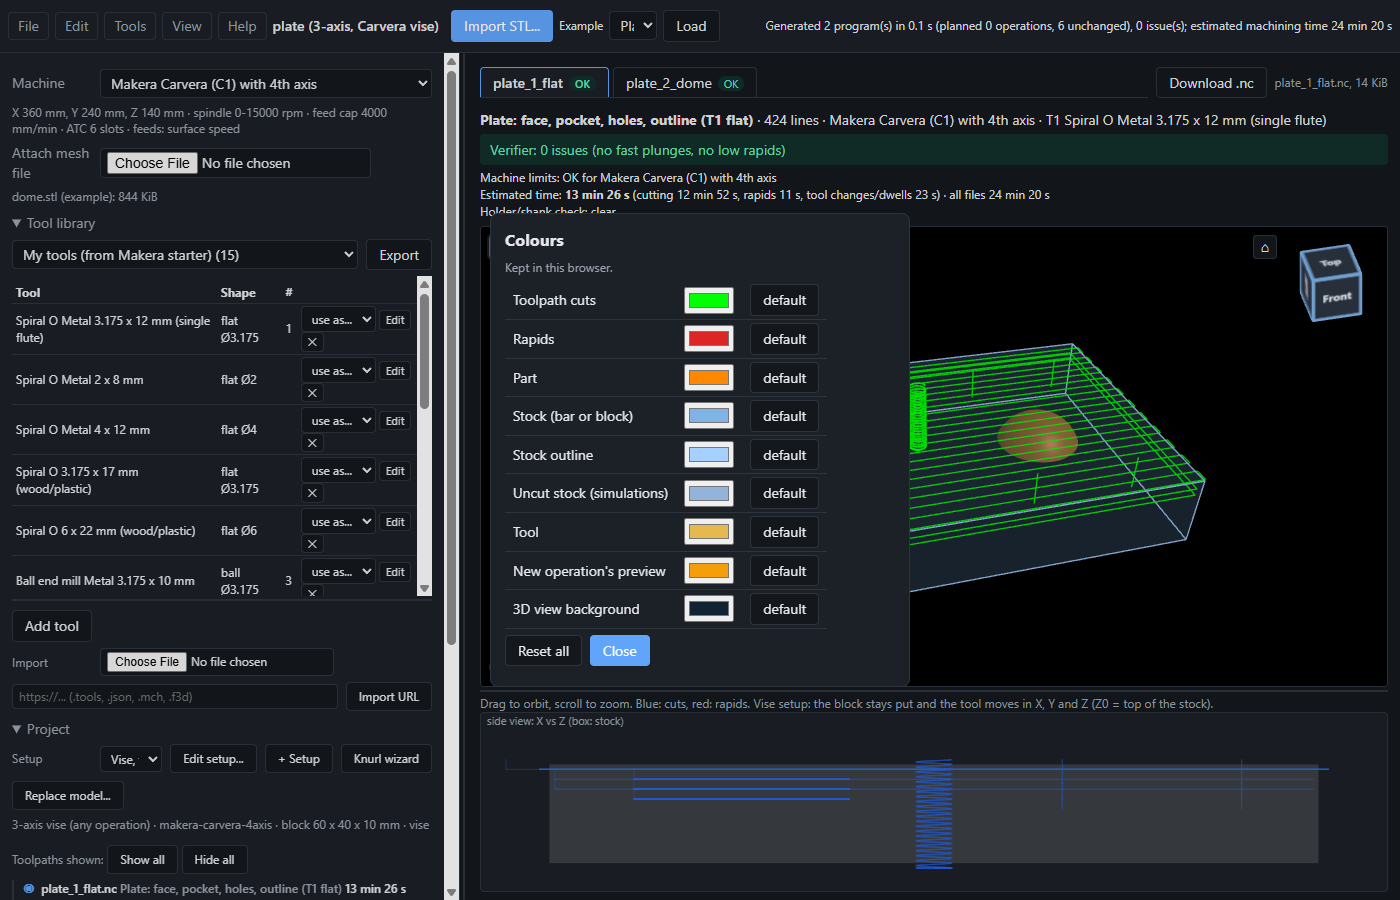 File Edit Tools View Help plate (3-axis, Carvera vise) Import STL... Example Load Generated 2 program(s) in 0.1 s (planned 0 operations, 6 unchanged), 0 issue(s); estimated machining time 24 min 20 s
Machine Makera Carvera (C1) with 4th axis
X 360 mm, Y 240 mm, Z 140 mm · spindle 0-15000 rpm · feed cap 4000
mm/min · ATC 6 slots · feeds: surface speed
Attach mesh file Choose File No file chosen
dome.stl (example): 844 KiB
Tool library
My tools (from Makera starter) (15) Export
Tool Shape #
Spiral O Metal 3.175 x 12 mm (single flute) flat Ø3.175 1 use as... Edit ×
Spiral O Metal 2 x 8 mm flat Ø2 use as... Edit ×
Spiral O Metal 4 x 12 mm flat Ø4 use as... Edit ×
Spiral O 3.175 x 17 mm (wood/plastic) flat Ø3.175 use as... Edit ×
Spiral O 6 x 22 mm (wood/plastic) flat Ø6 use as... Edit ×
Ball end mill Metal 3.175 x 10 mm ball Ø3.175 3 use as... Edit ×
Add tool
Import Choose File No file chosen
https://... (.tools, .json, .mch, .f3d) Import URL
Project
Setup Vise, Edit setup... + Setup Knurl wizard
Replace model...
3-axis vise (any operation) · makera-carvera-4axis · block 60 x 40 x 10 mm · vise
Toolpaths shown: Show all Hide all
plate_1_flat.nc Plate: face, pocket, holes, outline (T1 flat) 13 min 26 s
plate_1_flat OK plate_2_dome OK Download .nc plate_1_flat.nc, 14 KiB
Plate: face, pocket, holes, outline (T1 flat) · 424 lines · Makera Carvera (C1) with 4th axis · T1 Spiral O Metal 3.175 x 12 mm (single flute)
Verifier: 0 issues (no fast plunges, no low rapids)
Machine limits: OK for Makera Carvera (C1) with 4th axis
Estimated time: 13 min 26 s (cutting 12 min 52 s, rapids 11 s, tool changes/dwells 23 s) · all files 24 min 20 s
Holder/shank check: clear
Colours
Kept in this browser.
Toolpath cuts default
Rapids default
Part default
Stock (bar or block) default
Stock outline default
Uncut stock (simulations) default
Tool default
New operation's preview default
3D view background default
Reset all Close
Top
Front
Drag to orbit, scroll to zoom. Blue: cuts, red: rapids. Vise setup: the block stays put and the tool moves in X, Y and Z (Z0 = top of the stock).
side view: X vs Z (box: stock)